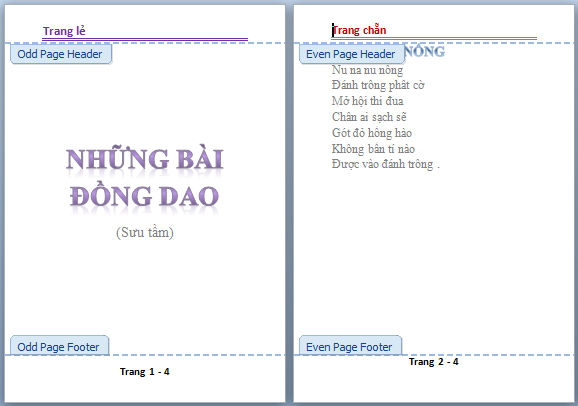 Trang lẻ
Odd Page Header
NHỮNG BÀI
ĐỒNG DAO
(Sưu tầm)
Odd Page Footer
Trang 1 - 4
Trang chẵn
Even Page Header
NỐNG
Nu na nu nống
Đánh trống phất cờ
Mở hội thi đua
Chân ai sạch sẽ
Gót đỏ hồng hào
Không bẩn tí nào
Được vào đánh trống .
Even Page Footer
Trang 2 - 4